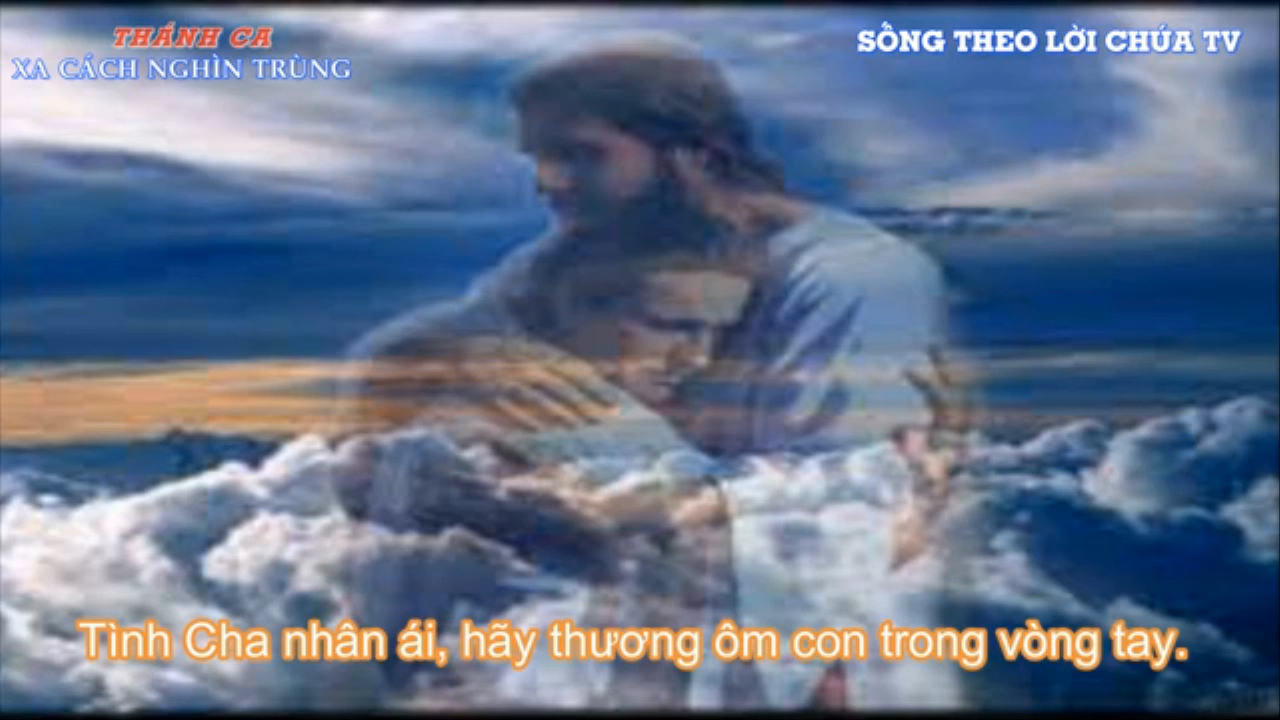 THÁNH CA
XA CÁCH NGHÌN TRÙNG
SỐNG THEO LỜI CHÚA TV
Tình Cha nhân ái, hãy thương ôm con trong vòng tay.